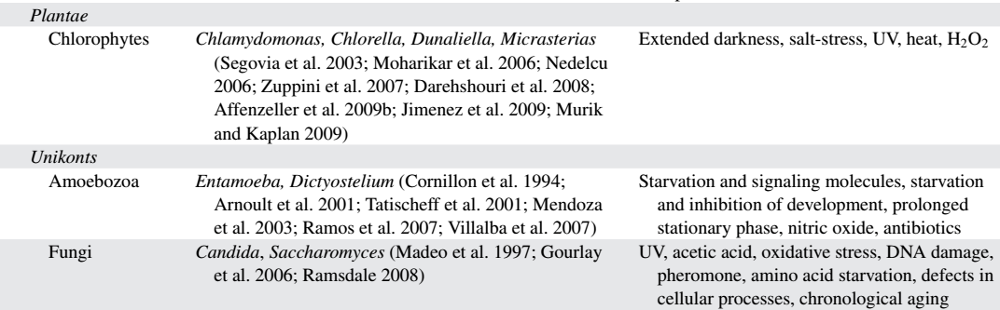 Plantae
Chlorophytes Chlamydomonas, Chlorella, Dunaliella, Micrasterias Extended darkness, salt-stress, UV, heat, H₂O₂
(Segovia et al. 2003; Moharikar et al. 2006; Nedelcu
2006; Zuppini et al. 2007; Darehshouri et al. 2008;
Affenzeller et al. 2009b; Jimenez et al. 2009; Murik
and Kaplan 2009)
Unikonts
Amoebozoa Entamoeba, Dictyostelium (Cornillon et al. 1994; Starvation and signaling molecules, starvation
Arnoult et al. 2001; Tatischeff et al. 2001; Mendoza and inhibition of development, prolonged
et al. 2003; Ramos et al. 2007; Villalba et al. 2007) stationary phase, nitric oxide, antibiotics
Fungi Candida, Saccharomyces (Madeo et al. 1997; Gourlay UV, acetic acid, oxidative stress, DNA damage,
et al. 2006; Ramsdale 2008) pheromone, amino acid starvation, defects in
cellular processes, chronological aging